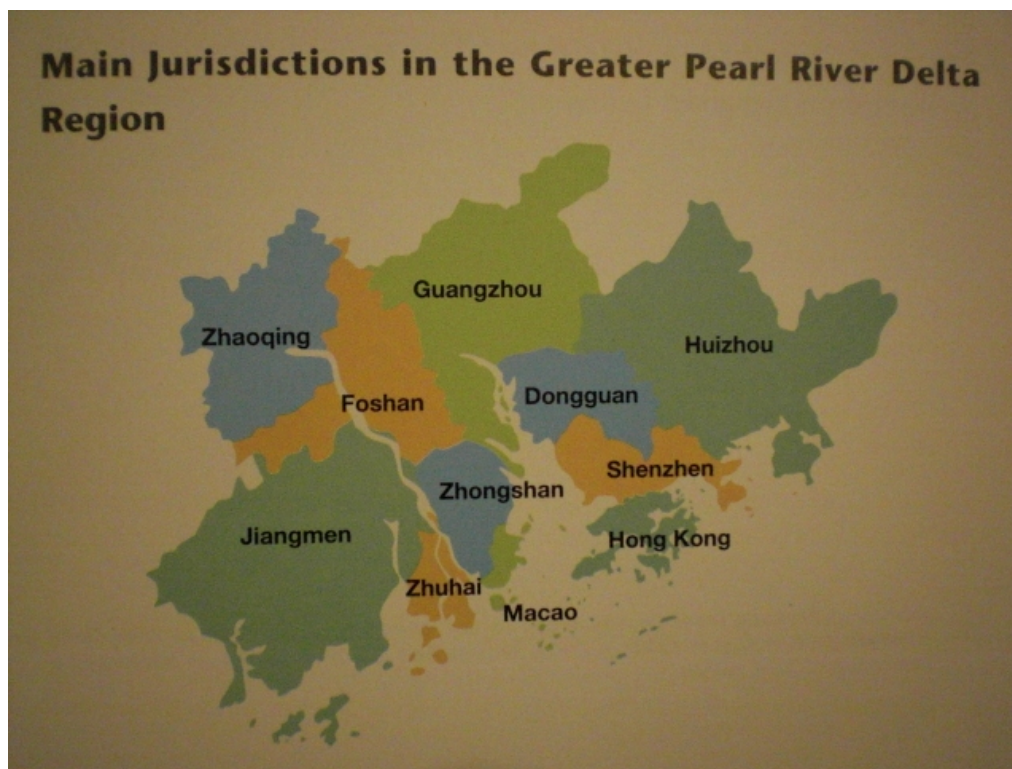 Main Jurisdictions in the Greater Pearl River Delta
Region
Guangzhou
Zhaoqing
Huizhou
Foshan
Dongguan
Shenzhen
Zhongshan
Jiangmen
Hong Kong
Zhuhai
Macao